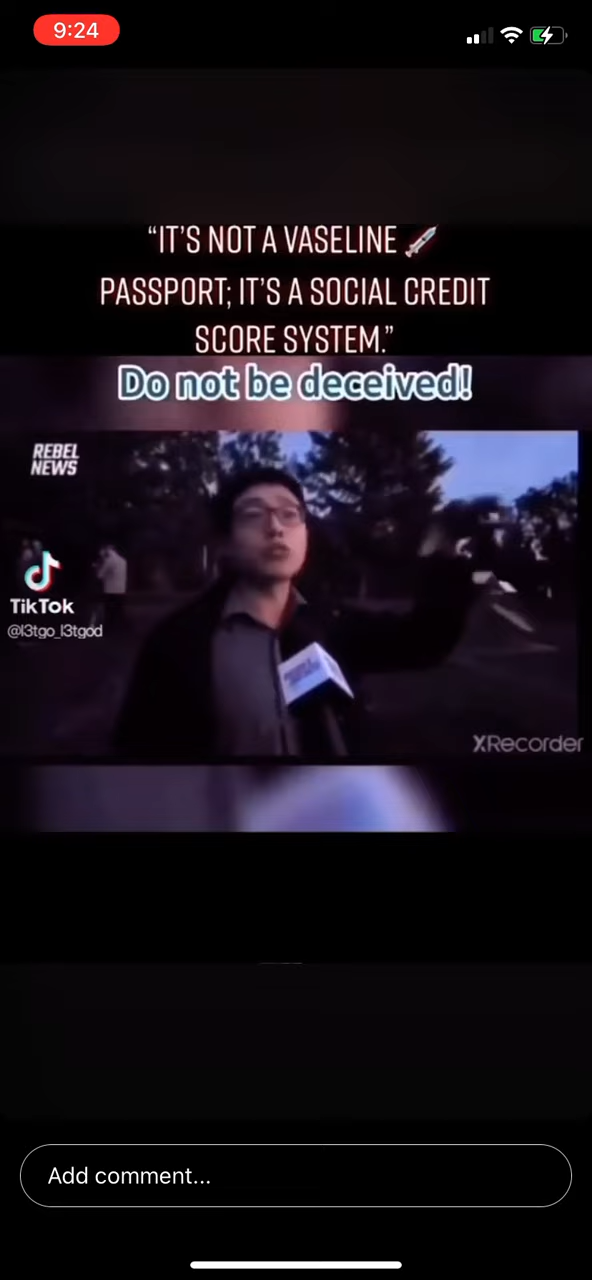 9:24
“IT’S NOT A VASELINE
PASSPORT; IT’S A SOCIAL CREDIT
SCORE SYSTEM.”
Do not be deceived!
REBEL
NEWS
TikTok
@l3tgo_l3tgod
XRecorder
Add comment...